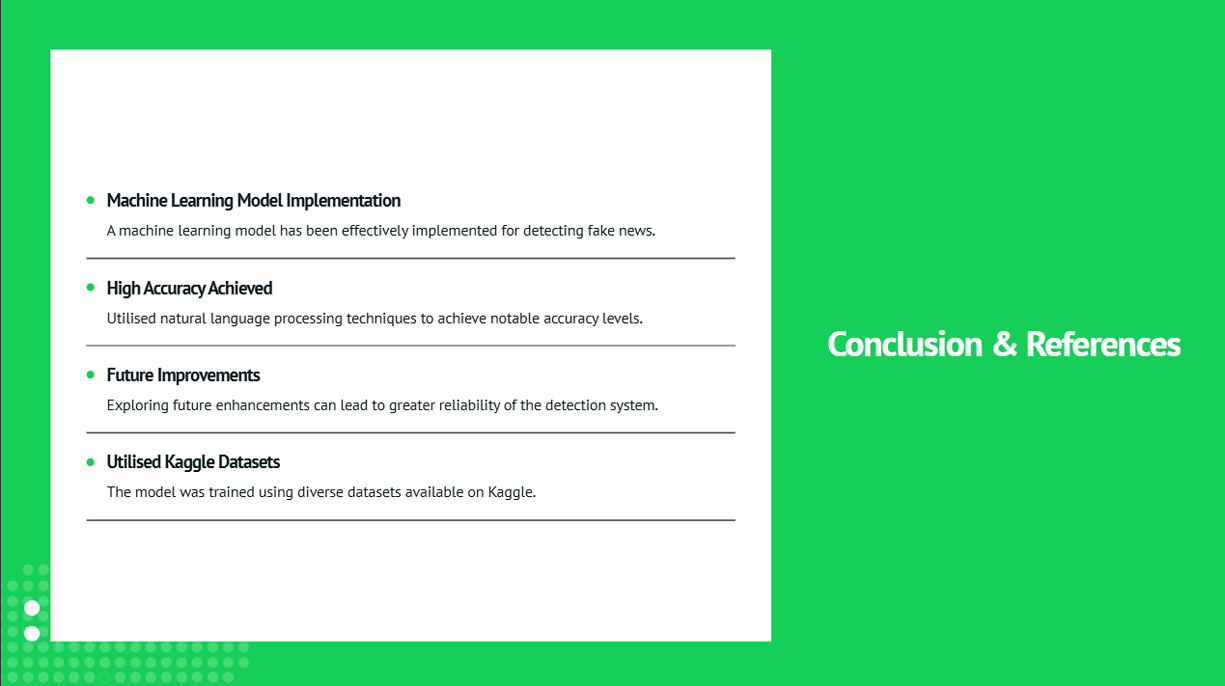 Machine Learning Model Implementation
A machine learning model has been effectively implemented for detecting fake news.
High Accuracy Achieved
Utilised natural language processing techniques to achieve notable accuracy levels.
Future Improvements
Exploring future enhancements can lead to greater reliability of the detection system.
Utilised Kaggle Datasets
The model was trained using diverse datasets available on Kaggle.
Conclusion & References